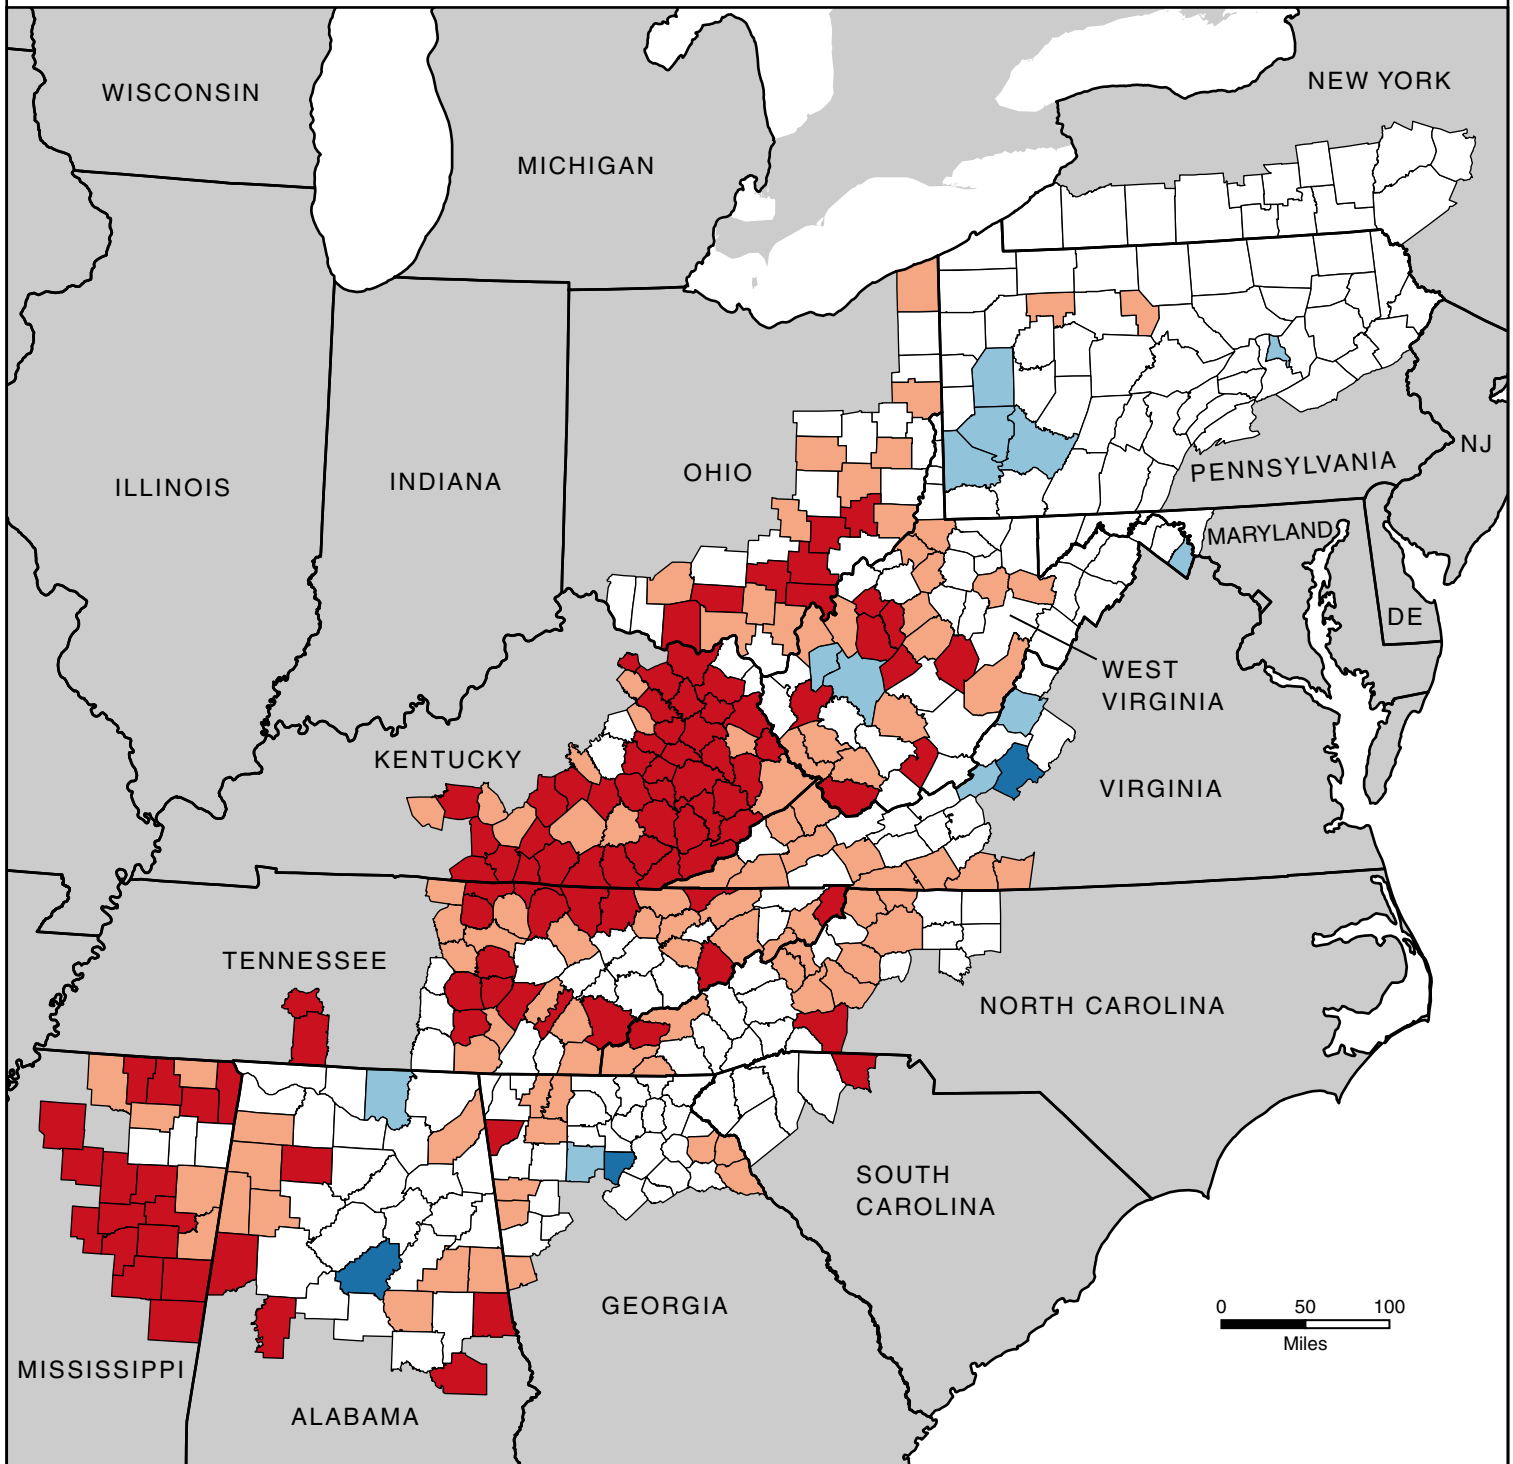 WISCONSIN
NEW YORK
MICHIGAN
ILLINOIS
INDIANA
OHIO
NJ
PENNSYLVANIA
MARYLAND
DE
WEST
VIRGINIA
KENTUCKY
VIRGINIA
TENNESSEE
NORTH CAROLINA
SOUTH
CAROLINA
GEORGIA
0 50 100
Miles
MISSISSIPPI
ALABAMA